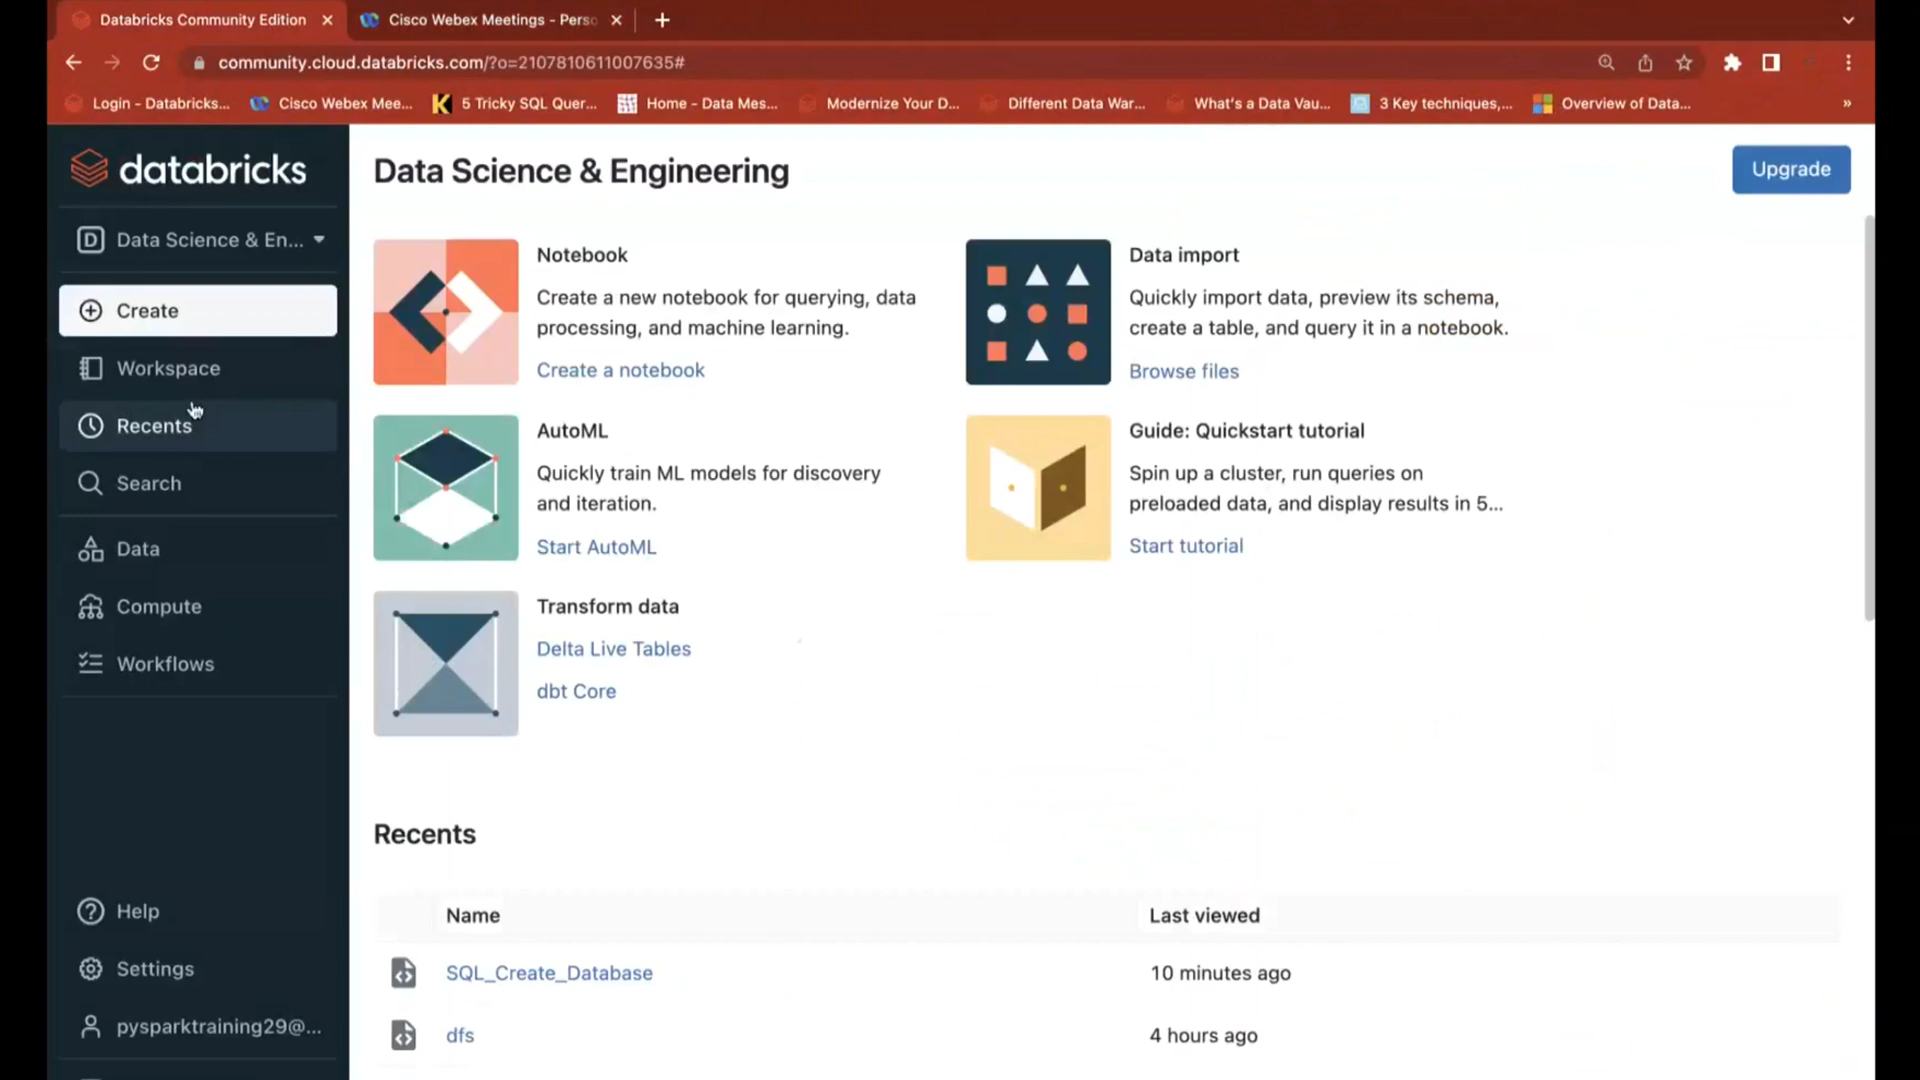 Databricks Community Edition
Cisco Webex Meetings - Perso
community.cloud.databricks.com/?o=2107810611007635#
Login - Databricks...
Cisco Webex Mee...
5 Tricky SQL Quer...
Home - Data Mes...
Modernize Your D...
Different Data War...
What's a Data Vau...
3 Key techniques,...
Overview of Data...
»
databricks
D Data Science & En...
Create
Workspace
Recents
Search
Data
Compute
Workflows
Help
Settings
pysparktraining29@...
Data Science & Engineering
Upgrade
Notebook
Create a new notebook for querying, data
processing, and machine learning.
Create a notebook
Data import
Quickly import data, preview its schema,
create a table, and query it in a notebook.
Browse files
AutoML
Quickly train ML models for discovery
and iteration.
Start AutoML
Guide: Quickstart tutorial
Spin up a cluster, run queries on
preloaded data, and display results in 5...
Start tutorial
Transform data
Delta Live Tables
dbt Core
Recents
Name Last viewed
SQL_Create_Database 10 minutes ago
dfs 4 hours ago